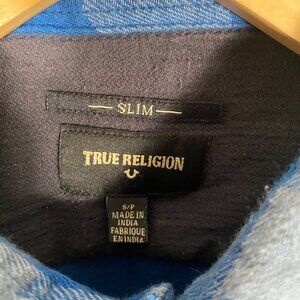 SLIM
TRUE RELIGION
S/P
MADE IN
INDIA
FABRIQUE
EN INDIA